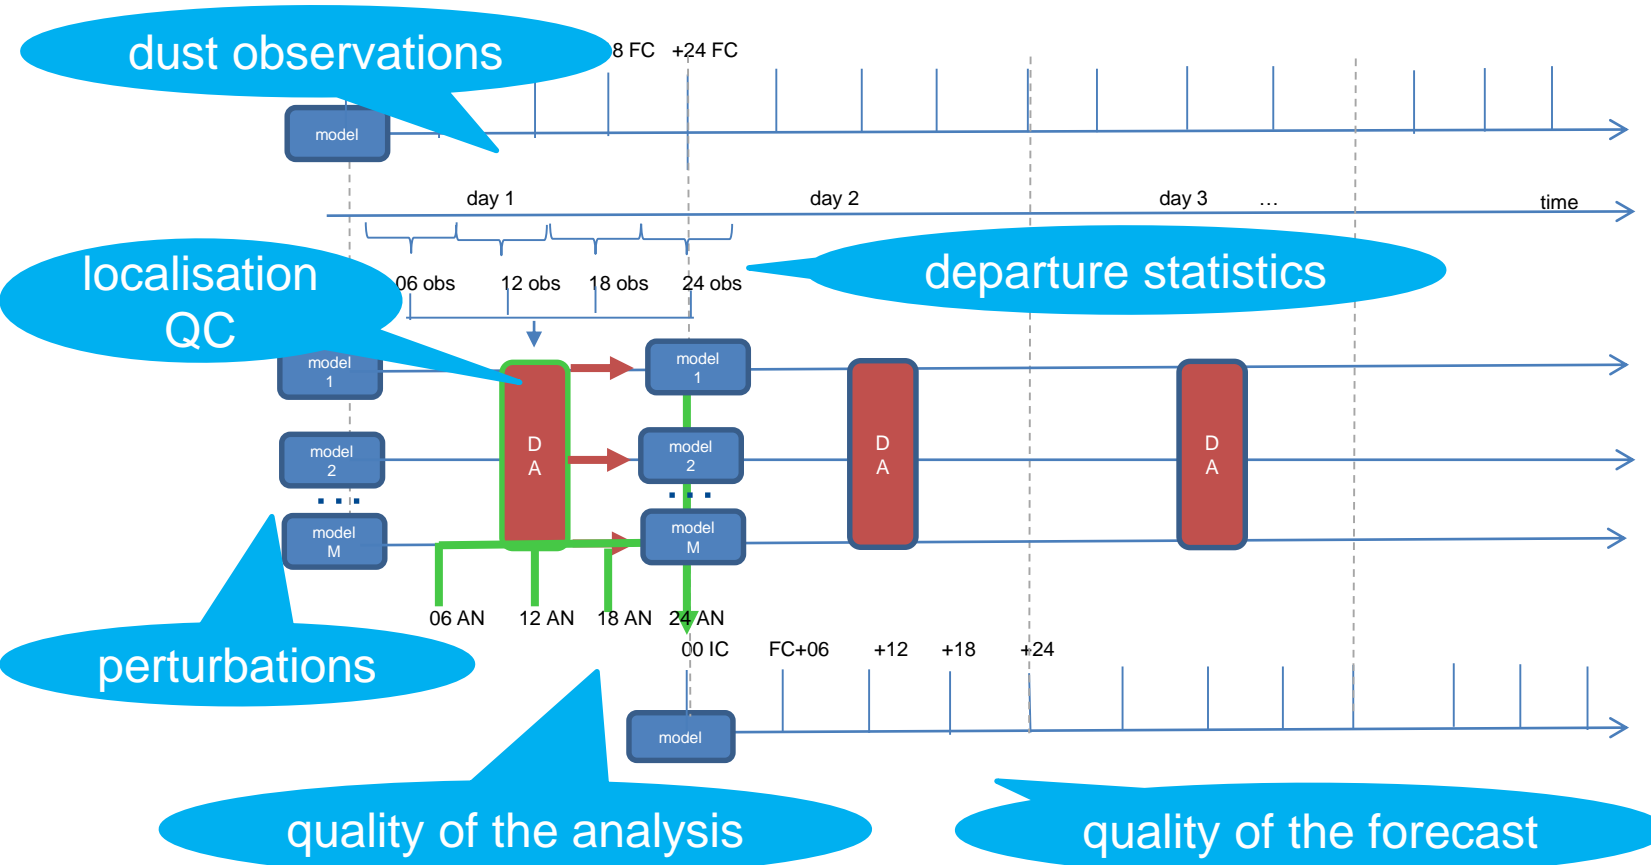 dust observations
8 FC +24 FC
model
day 1 day 2 day 3 … time
localisation
QC
06 obs 12 obs 18 obs 24 obs
departure statistics
model
1
model
1
model
2
model
2
...
...
model
M
model
M
D
A
D
A
D
A
06 AN 12 AN 18 AN 24 AN
00 IC FC+06 +12 +18 +24
perturbations
model
quality of the analysis
quality of the forecast